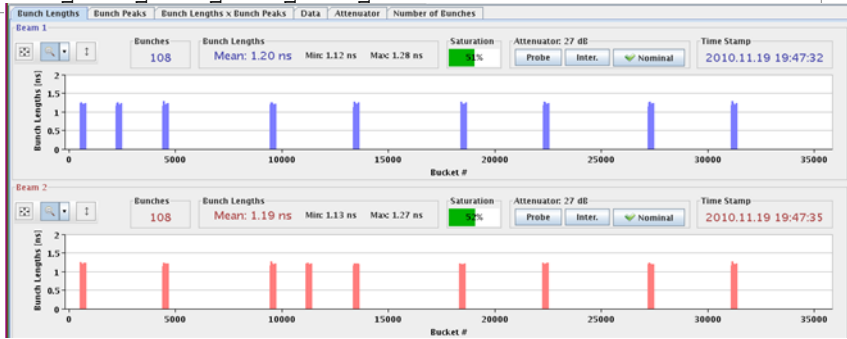 Bunch Lengths Bunch Peaks Bunch Lengths x Bunch Peaks Data Attenuator Number of Bunches
Beam 1
Bunches Bunch Lengths Saturation Attenuator: 27 dB Time Stamp
108 Mean: 1.20 ns Min: 1.12 ns Max: 1.28 ns 51% Probe Inter. Nominal 2010.11.19 19:47:32
Bunch Lengths [ns]
2
1.5
1
0.5
0
0 5000 10000 15000 20000 25000 30000 35000
Bucket #
Beam 2
Bunches Bunch Lengths Saturation Attenuator: 27 dB Time Stamp
108 Mean: 1.19 ns Min: 1.13 ns Max: 1.27 ns 52% Probe Inter. Nominal 2010.11.19 19:47:35
Bunch Lengths [ns]
2
1.5
1
0.5
0
0 5000 10000 15000 20000 25000 30000 35000
Bucket #